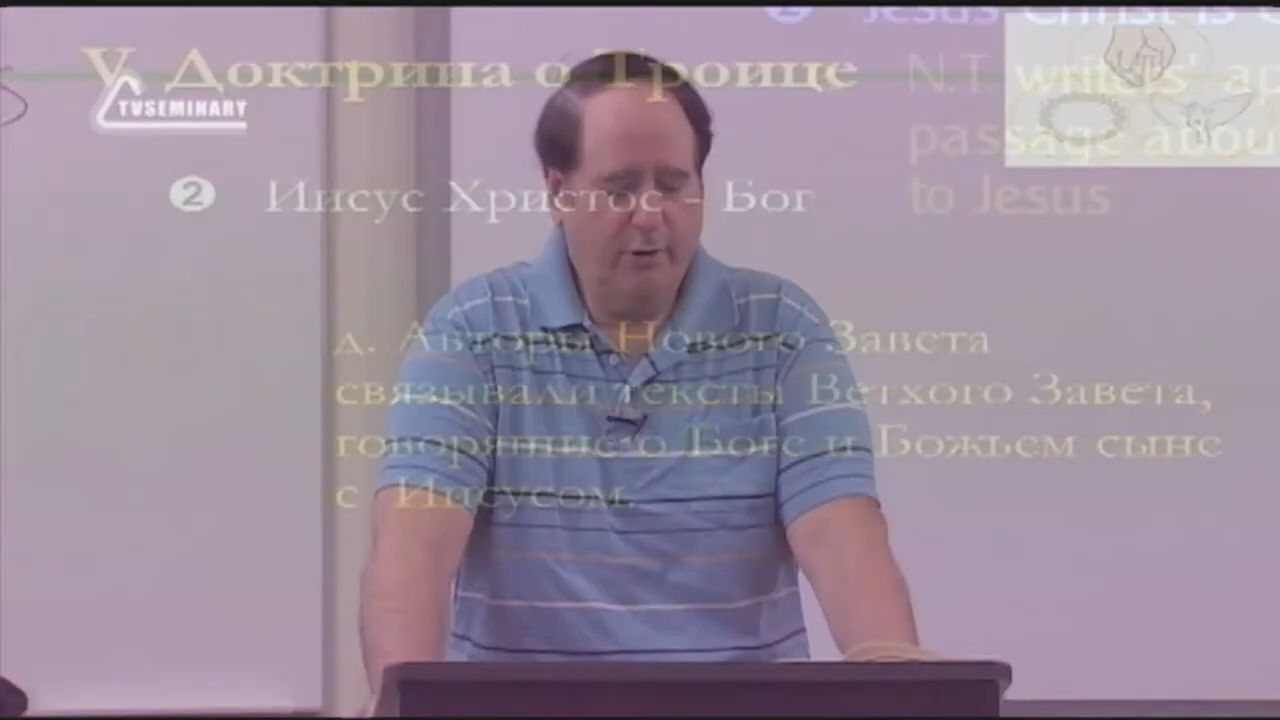 Jesus Christ is
V. Доктрина о Троице
N.T. writers' ap
TVSEMINARY
passage abou
② Иисус Христос - Бог
to Jesus
д. Авторы Нового Завета
связывали тексты Ветхого Завета,
говорящие о Боге и Божьем сыне
с Иисусом.